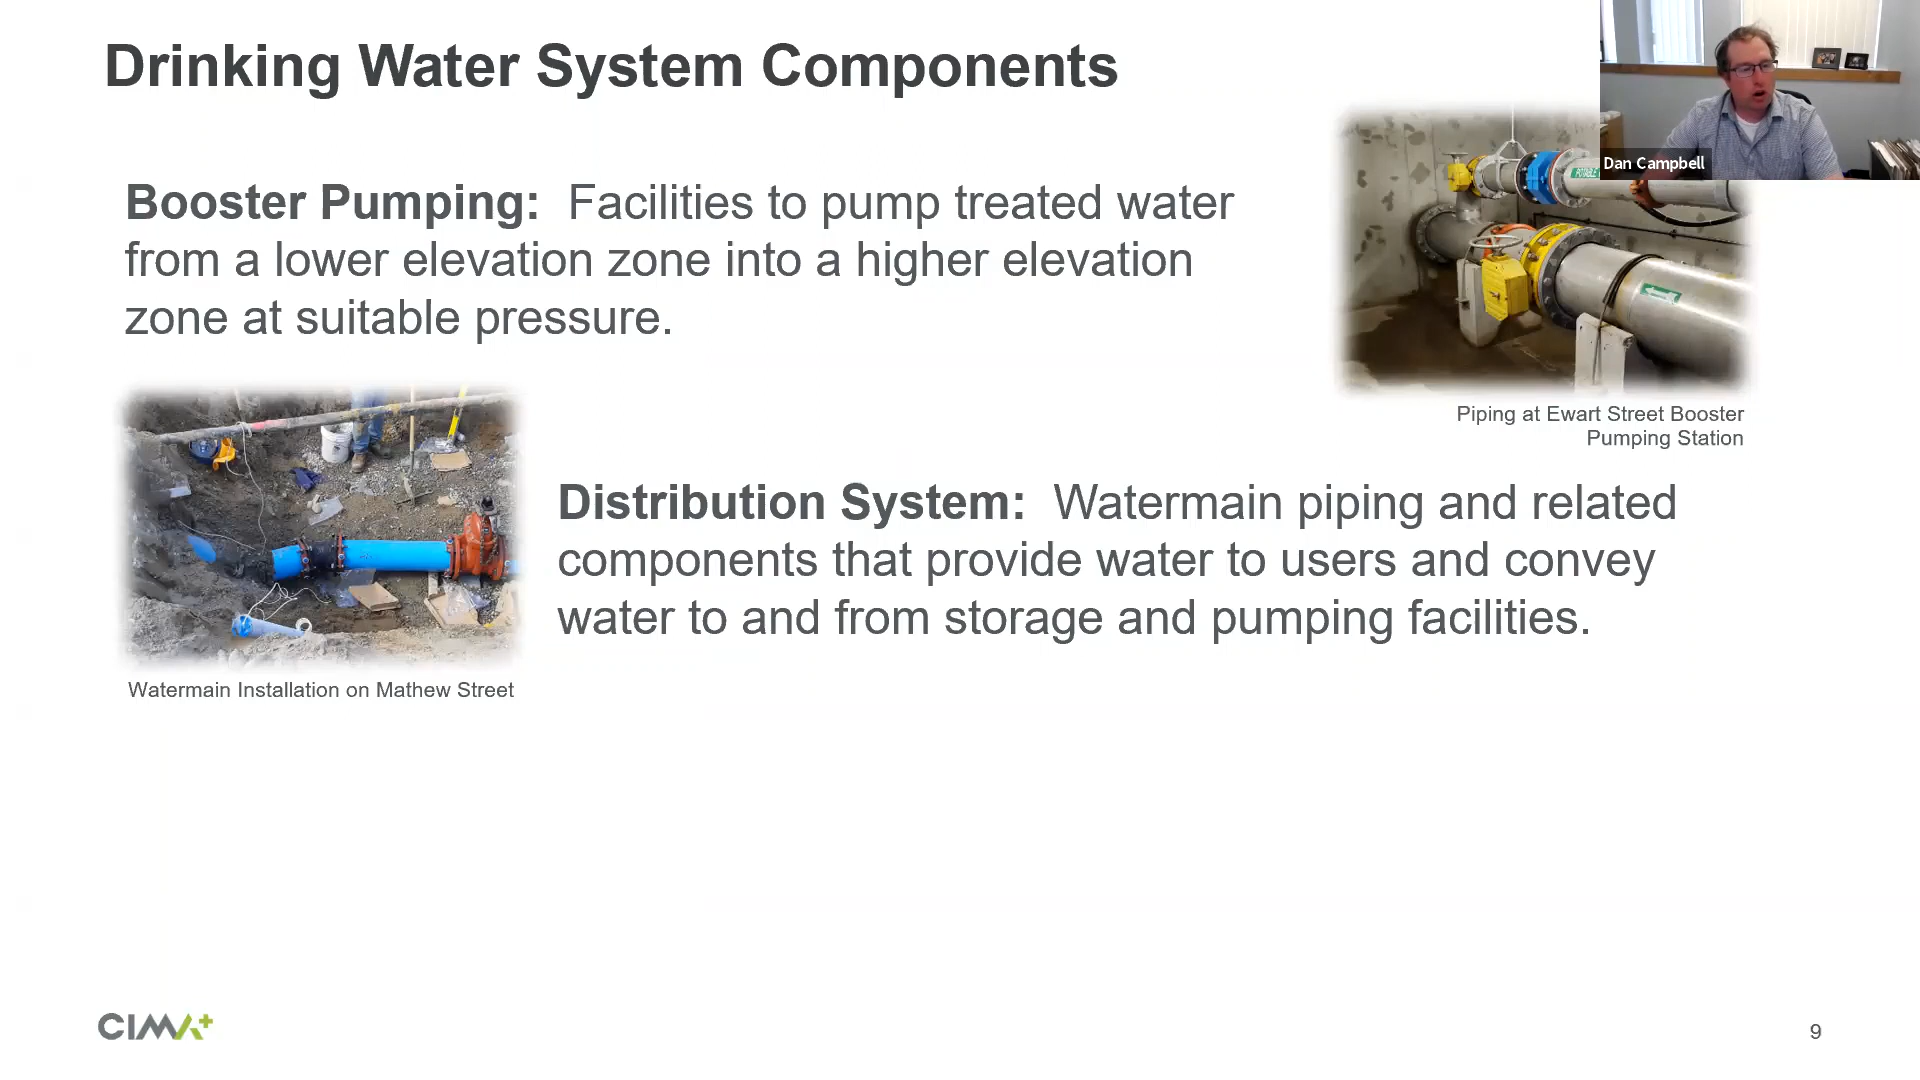 Drinking Water System Components
Dan Campbell
Booster Pumping: Facilities to pump treated water
from a lower elevation zone into a higher elevation
zone at suitable pressure.
POTABLE
Piping at Ewart Street Booster
Pumping Station
Distribution System: Watermain piping and related
components that provide water to users and convey
water to and from storage and pumping facilities.
Watermain Installation on Mathew Street
CIMA+
9